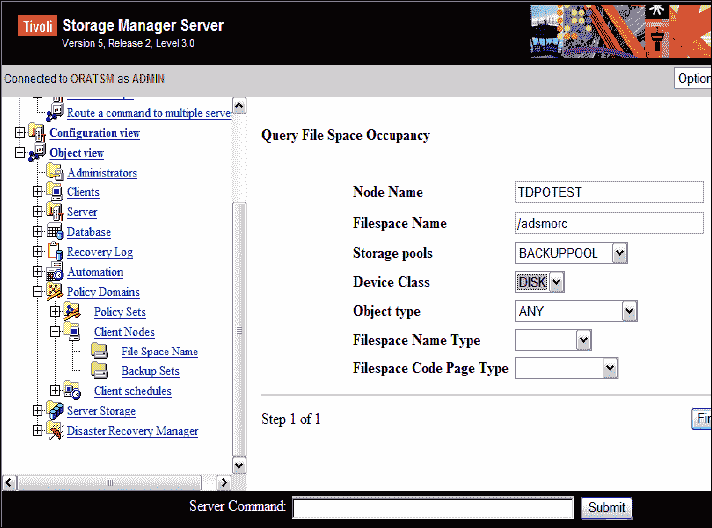 Tivoli Storage Manager Server
Version 5, Release 2, Level 3.0
Connected to ORATSM as ADMIN
Option
Route a command to multiple serve
Configuration view
Object view
Administrators
Clients
Server
Database
Recovery Log
Automation
Policy Domains
Policy Sets
Client Nodes
File Space Name
Backup Sets
Client schedules
Server Storage
Disaster Recovery Manager
Query File Space Occupancy
Node Name TDPOTEST
Filespace Name /adsmorc
Storage pools BACKUPPOOL
Device Class DISK
Object type ANY
Filespace Name Type
Filespace Code Page Type
Step 1 of 1
Fin
Server Command: Submit